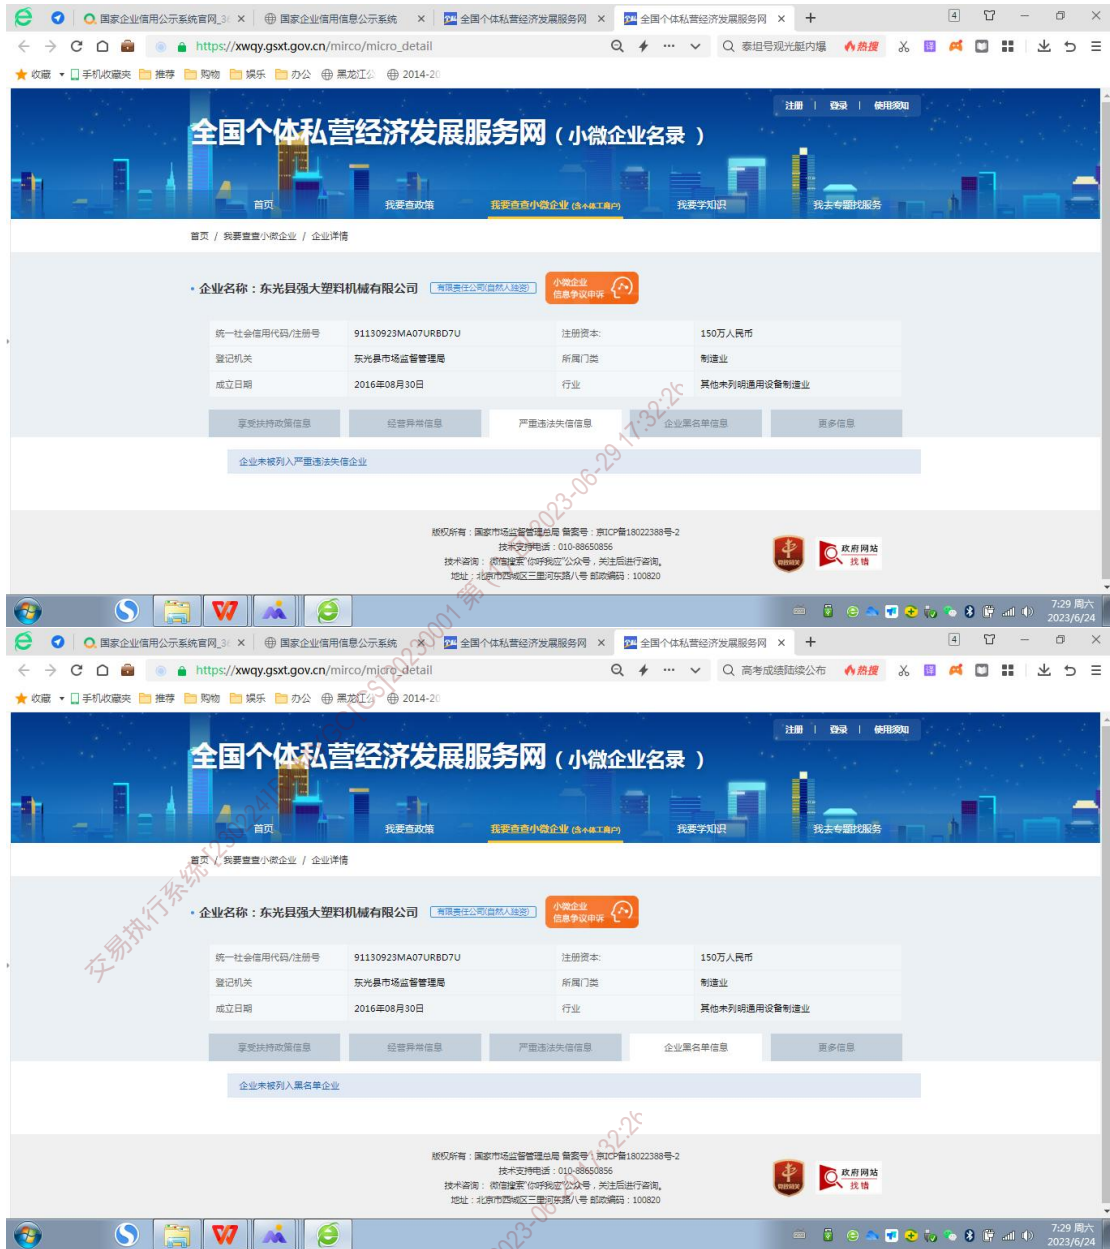 国家企业信用公示系统官网_3
国家企业信用信息公示系统
全国个体私营经济发展服务网
全国个体私营经济发展服务网
4
https://xwqy.gsxt.gov.cn/mirco/micro_detail
泰坦号观光艇内爆
热搜
收藏
手机收藏夹
推荐
购物
娱乐
办公
黑龙江公
2014-20
注册 | 登录 | 使用须知
全国个体私营经济发展服务网(小微企业名录 )
首页
我要查政策
我要查查小微企业 (含个体工商户)
我要学知识
我去专题找服务
首页 / 我要查查小微企业 / 企业详情
企业名称:东光县强大塑料机械有限公司
有限责任公司(自然人独资)
小微企业
信息争议申诉
统一社会信用代码/注册号 91130923MA07URBD7U 注册资本: 150万人民币
登记机关 东光县市场监督管理局 所属门类 制造业
成立日期 2016年08月30日 行业 其他未列明通用设备制造业
享受扶持政策信息 经营异常信息 严重违法失信信息 企业黑名单信息 更多信息
企业未被列入严重违法失信企业
版权所有:国家市场监督管理总局 备案号:京ICP备18022388号-2
技术支持电话:010-88650856
技术咨询: 微信搜索"你呼我应"公众号,关注后进行咨询。
地址:北京市西城区三里河东路八号 邮政编码:100820
政府网站
找错
7:29 周六
2023/6/24
国家企业信用公示系统官网_3
国家企业信用信息公示系统
全国个体私营经济发展服务网
全国个体私营经济发展服务网
4
https://xwqy.gsxt.gov.cn/mirco/micro_detail
高考成绩陆续公布
热搜
收藏
手机收藏夹
推荐
购物
娱乐
办公
黑龙江公
2014-20
注册 | 登录 | 使用须知
全国个体私营经济发展服务网(小微企业名录 )
首页
我要查政策
我要查查小微企业 (含个体工商户)
我要学知识
我去专题找服务
首页 / 我要查查小微企业 / 企业详情
企业名称:东光县强大塑料机械有限公司
有限责任公司(自然人独资)
小微企业
信息争议申诉
统一社会信用代码/注册号 91130923MA07URBD7U 注册资本: 150万人民币
登记机关 东光县市场监督管理局 所属门类 制造业
成立日期 2016年08月30日 行业 其他未列明通用设备制造业
享受扶持政策信息 经营异常信息 严重违法失信信息 企业黑名单信息 更多信息
企业未被列入黑名单企业
版权所有:国家市场监督管理总局 备案号:京ICP备18022388号-2
技术支持电话:010-88650856
技术咨询: 微信搜索"你呼我应"公众号,关注后进行咨询。
地址:北京市西城区三里河东路八号 邮政编码:100820
政府网站
找错
7:29 周六
2023/6/24